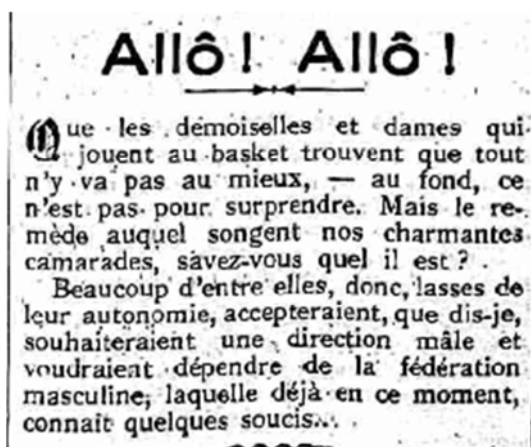 Allô! Allô!
Que les demoiselles et dames qui
jouent au basket trouvent que tout
n'y va pas au mieux, — au fond, ce
n'est pas pour surprendre. Mais le re-
mède auquel songent nos charmantes
camarades, savez-vous quel il est ?
Beaucoup d'entre elles, donc, lasses de
leur autonomie, accepteraient, que dis-je,
souhaiteraient une direction mâle et
voudraient dépendre de la fédération
masculine, laquelle déjà en ce moment,
connait quelques soucis...